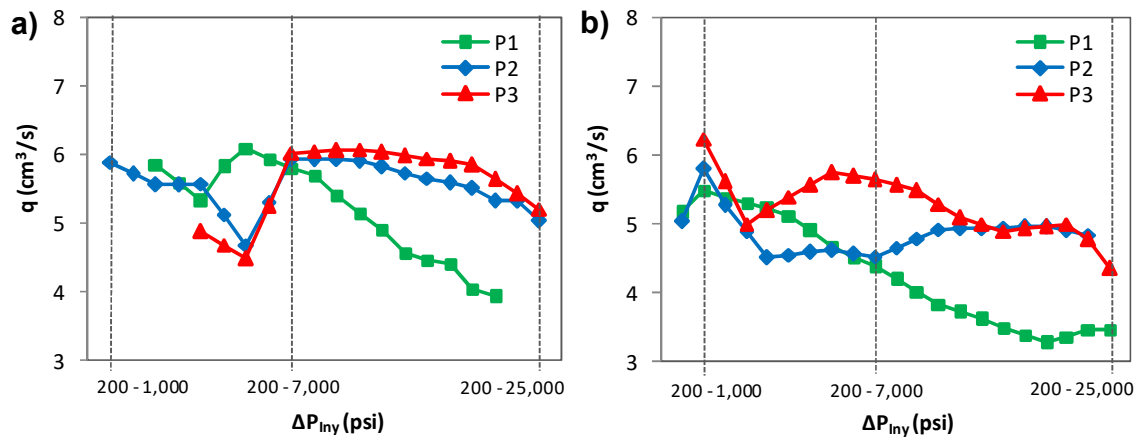 a)
q (cm³/s)
8
7
6
5
4
3
P1
P2
P3
200 - 1,000
200 - 7,000
200 - 25,000
ΔPIny (psi)
b)
q (cm³/s)
8
7
6
5
4
3
P1
P2
P3
200 - 1,000
200 - 7,000
200 - 25,000
ΔPIny (psi)